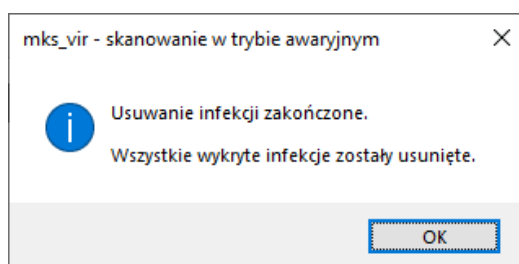 mks_vir - skanowanie w trybie awaryjnym
Usuwanie infekcji zakończone.
Wszystkie wykryte infekcje zostały usunięte.
OK